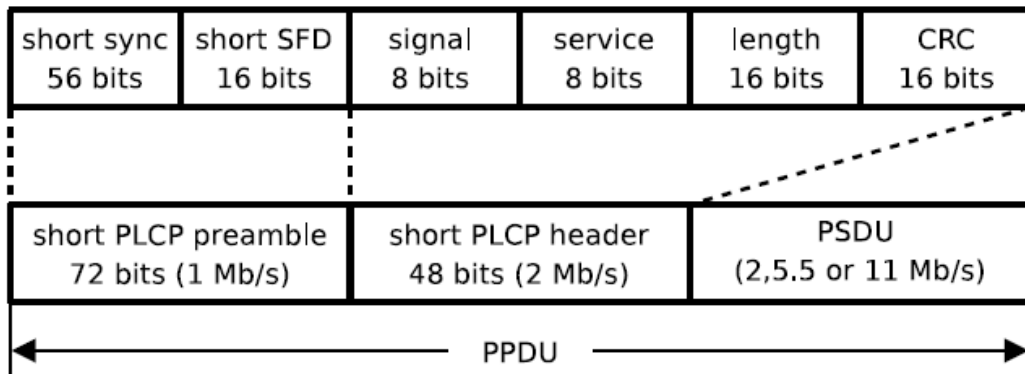 short sync short SFD signal service length CRC
56 bits 16 bits 8 bits 8 bits 16 bits 16 bits
short PLCP preamble short PLCP header PSDU
72 bits (1 Mb/s) 48 bits (2 Mb/s) (2,5.5 or 11 Mb/s)
PPDU